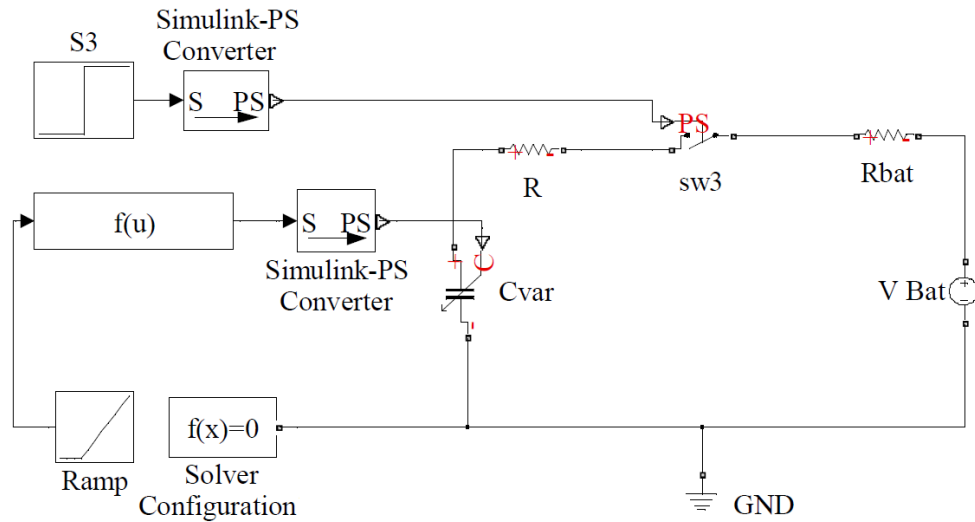 Simulink-PS
Converter
S3
S PS
PS
R
sw3
Rbat
f(u)
S PS
Simulink-PS
Converter
C
Cvar
V Bat
f(x)=0
Ramp
Solver
Configuration
GND